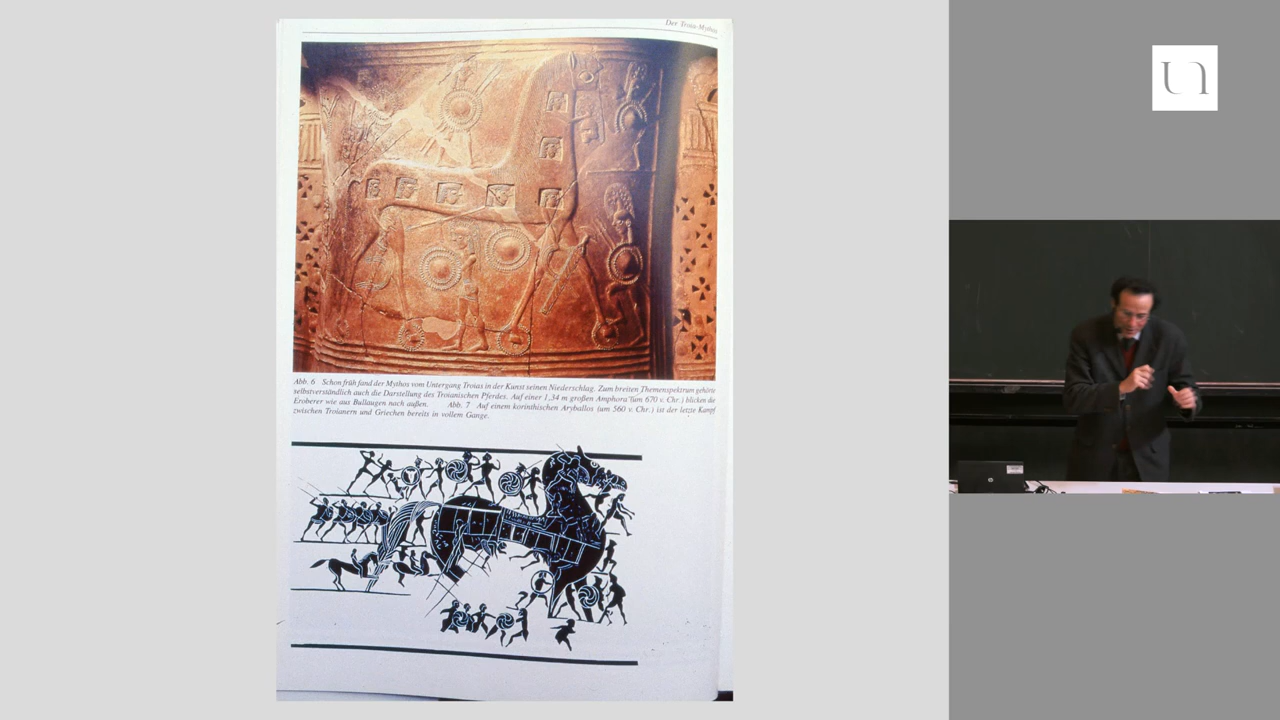 Der Troia-Mythos
Abb. 6 Schon früh fand der Mythos vom Untergang Troias in der Kunst seinen Niederschlag. Zum breiten Themenspektrum gehörte
selbstverständlich auch die Darstellung des Troianischen Pferdes. Auf einer 1,34 m großen Amphora (um 670 v. Chr.) blicken die
Eroberer wie aus Bullaugen nach außen. Abb. 7 Auf einem korinthischen Aryballos (um 560 v. Chr.) ist der letzte Kampf
zwischen Troianern und Griechen bereits in vollem Gange.